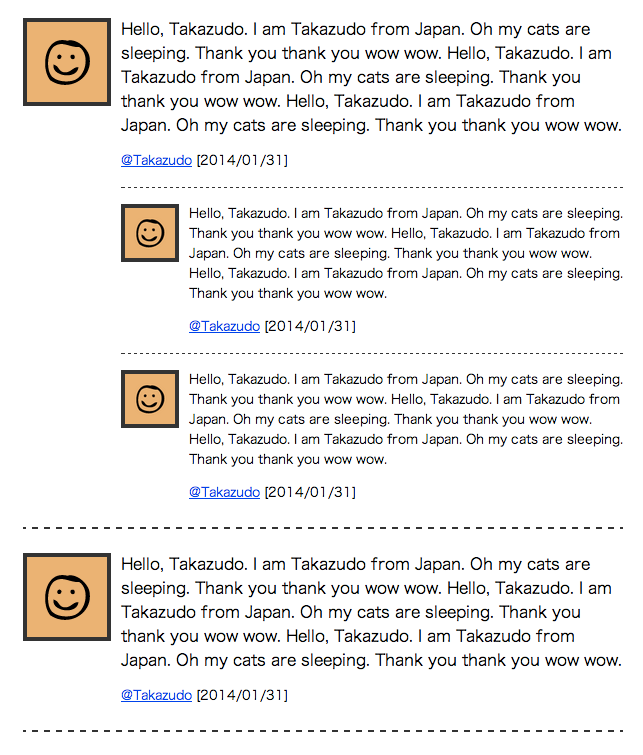 Hello, Takazudo. I am Takazudo from Japan. Oh my cats are
sleeping. Thank you thank you wow wow. Hello, Takazudo. I am
Takazudo from Japan. Oh my cats are sleeping. Thank you
thank you wow wow. Hello, Takazudo. I am Takazudo from
Japan. Oh my cats are sleeping. Thank you thank you wow wow.
@Takazudo [2014/01/31]
Hello, Takazudo. I am Takazudo from Japan. Oh my cats are sleeping.
Thank you thank you wow wow. Hello, Takazudo. I am Takazudo from
Japan. Oh my cats are sleeping. Thank you thank you wow wow.
Hello, Takazudo. I am Takazudo from Japan. Oh my cats are sleeping.
Thank you thank you wow wow.
@Takazudo [2014/01/31]
Hello, Takazudo. I am Takazudo from Japan. Oh my cats are sleeping.
Thank you thank you wow wow. Hello, Takazudo. I am Takazudo from
Japan. Oh my cats are sleeping. Thank you thank you wow wow.
Hello, Takazudo. I am Takazudo from Japan. Oh my cats are sleeping.
Thank you thank you wow wow.
@Takazudo [2014/01/31]
Hello, Takazudo. I am Takazudo from Japan. Oh my cats are
sleeping. Thank you thank you wow wow. Hello, Takazudo. I am
Takazudo from Japan. Oh my cats are sleeping. Thank you
thank you wow wow. Hello, Takazudo. I am Takazudo from
Japan. Oh my cats are sleeping. Thank you thank you wow wow.
@Takazudo [2014/01/31]